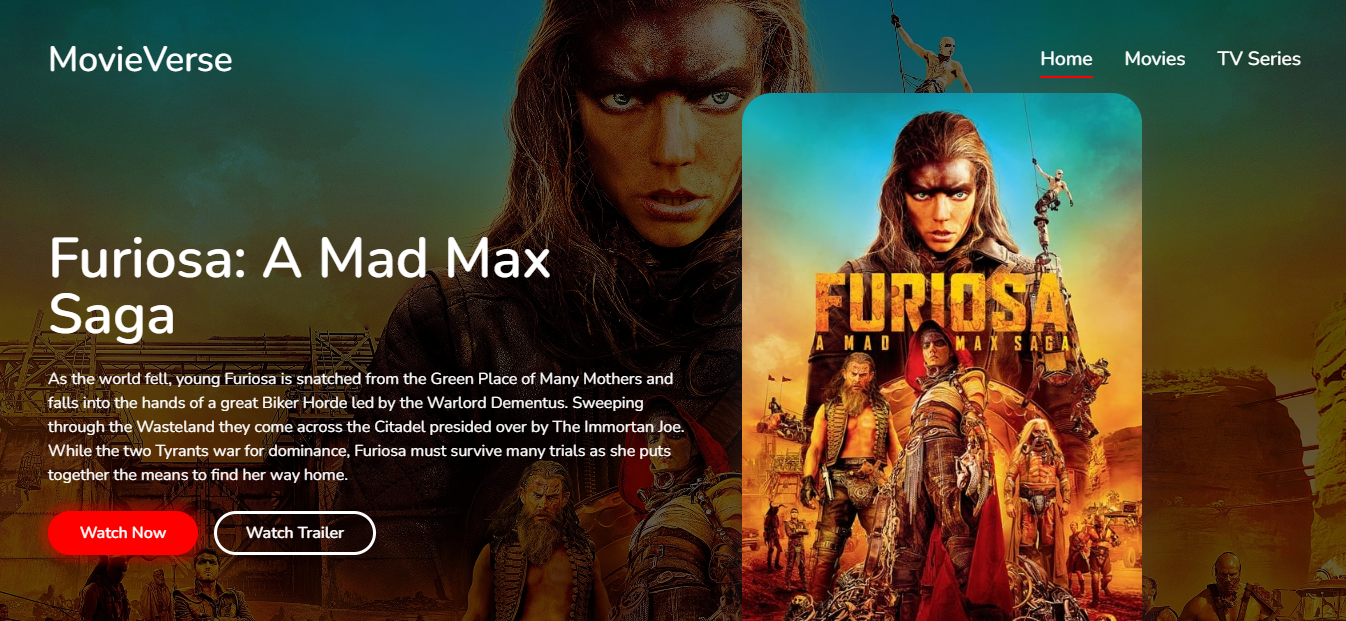 MovieVerse
Home Movies TV Series
Furiosa: A Mad Max
Saga
As the world fell, young Furiosa is snatched from the Green Place of Many Mothers and
falls into the hands of a great Biker Horde led by the Warlord Dementus. Sweeping
through the Wasteland they come across the Citadel presided over by The Immortan Joe.
While the two Tyrants war for dominance, Furiosa must survive many trials as she puts
together the means to find her way home.
Watch Now Watch Trailer
FURIOSA
A MAD MAX SAGA